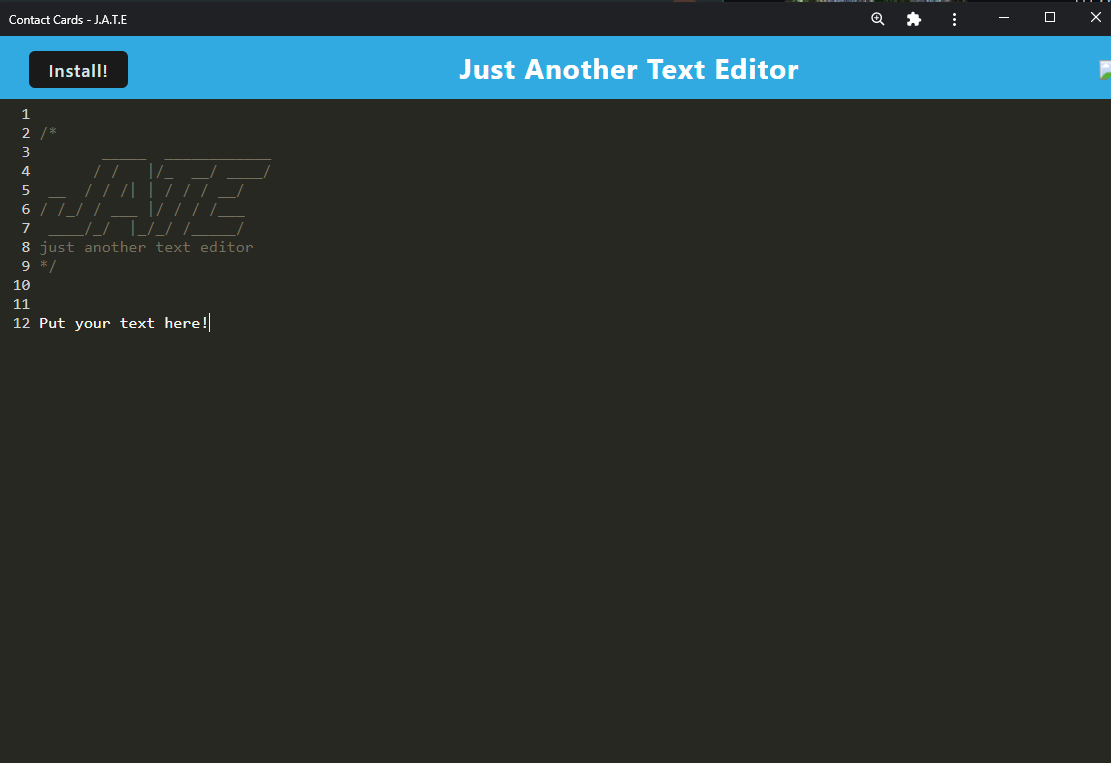 Contact Cards - J.A.T.E
Install!
Just Another Text Editor
1
2 /*
3        _____  ____________
4       / /   |/_  __/ ____/
5  __  / / /| | / / / __/
6 / /_/ / ___ |/ / / /___
7  ____/_/  |_/_/ /_____/
8 just another text editor
9 */
10
11
12 Put your text here!